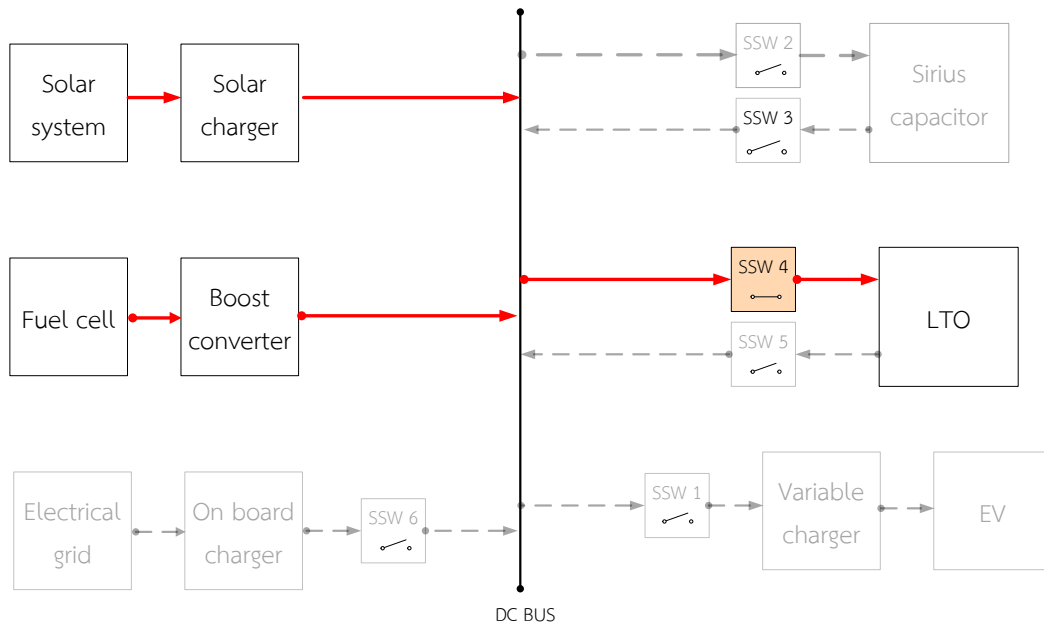 Solar
system
Solar
charger
SSW 2
SSW 3
Sirius
capacitor
Fuel cell
Boost
converter
SSW 4
SSW 5
LTO
Electrical
grid
On board
charger
SSW 6
SSW 1
Variable
charger
EV
DC BUS